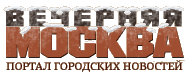 ВЕЧЕРНЯЯ
МОСКВА
ПОРТАЛ ГОРОДСКИХ НОВОСТЕЙ